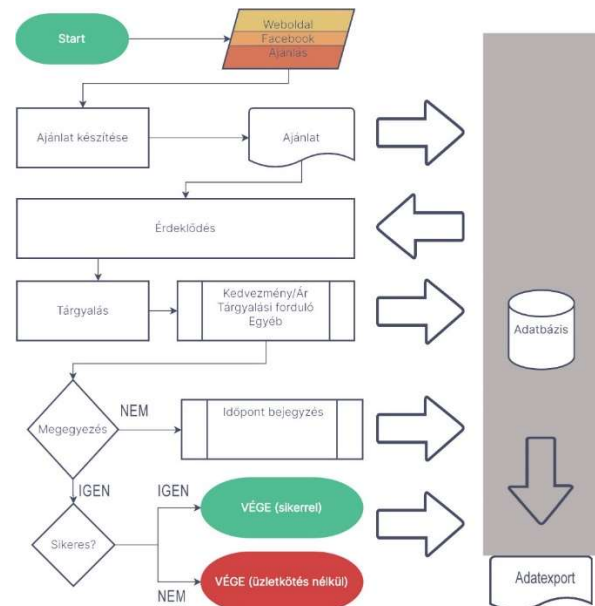 Start
Weboldal
Facebook
Ajánlás
Ajánlat készítése
Ajánlat
Érdeklődés
Tárgyalás
Kedvezmény/Ár
Tárgyalási forduló
Egyéb
Adatbázis
Megegyezés
NEM
Időpont bejegyzés
IGEN
IGEN
VÉGE (sikerrel)
Sikeres?
NEM
VÉGE (üzletkötés nélkül)
Adatexport